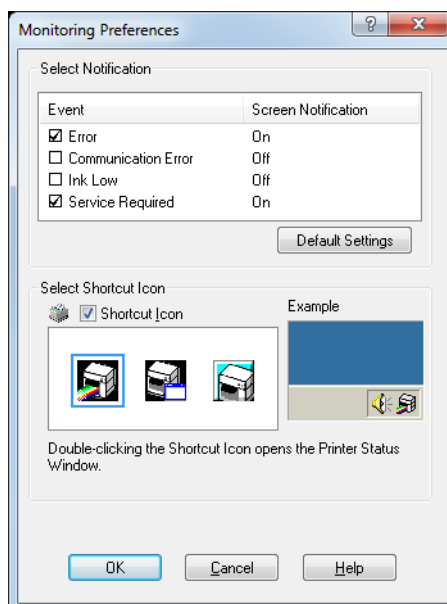 Monitoring Preferences
Select Notification
Event Screen Notification
Error On
Communication Error Off
Ink Low Off
Service Required On
Default Settings
Select Shortcut Icon
Shortcut Icon Example
Double-clicking the Shortcut Icon opens the Printer Status
Window.
OK Cancel Help